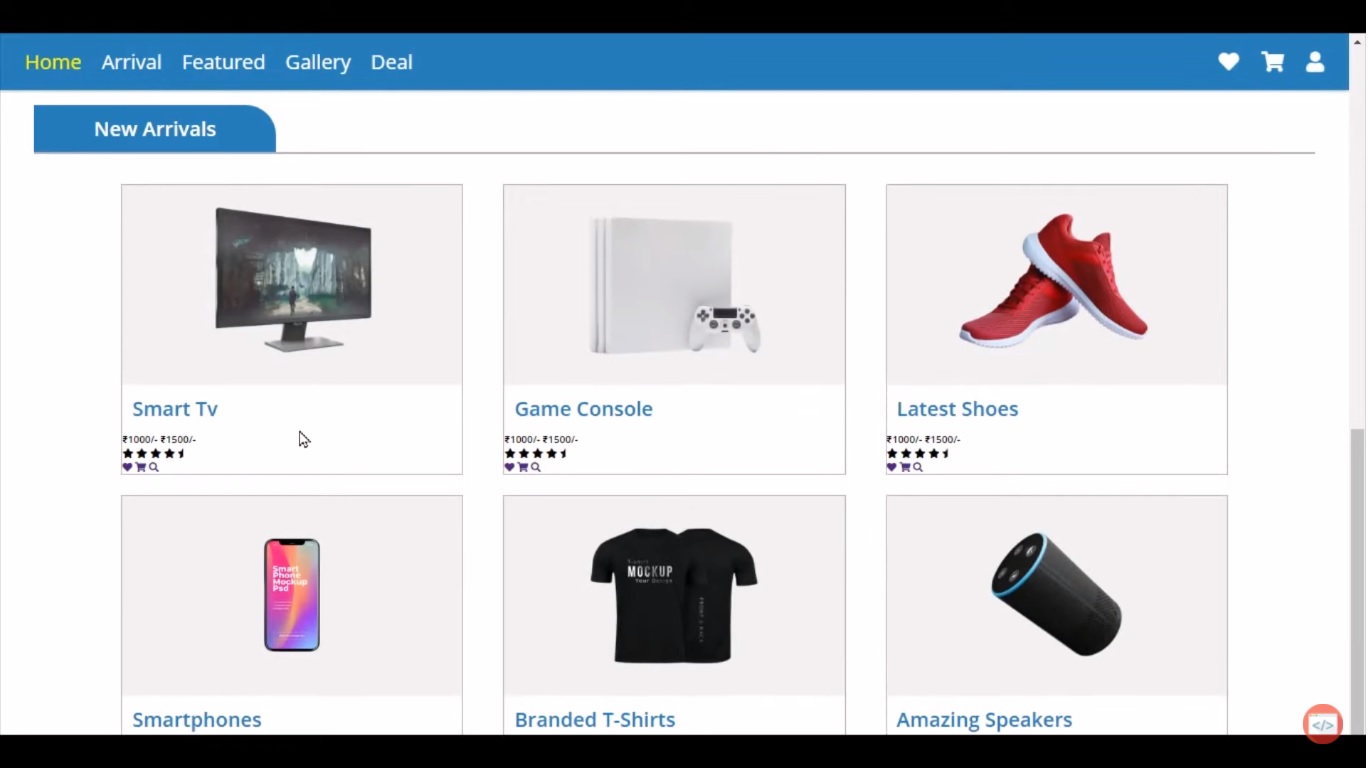 Home Arrival Featured Gallery Deal
New Arrivals
Smart Tv Game Console Latest Shoes
₹1000/- ₹1500/- ₹1000/- ₹1500/- ₹1000/- ₹1500/-
Smart
Phone
Mockup
Psd
MOCKUP
Your Design
Smartphones Branded T-Shirts Amazing Speakers